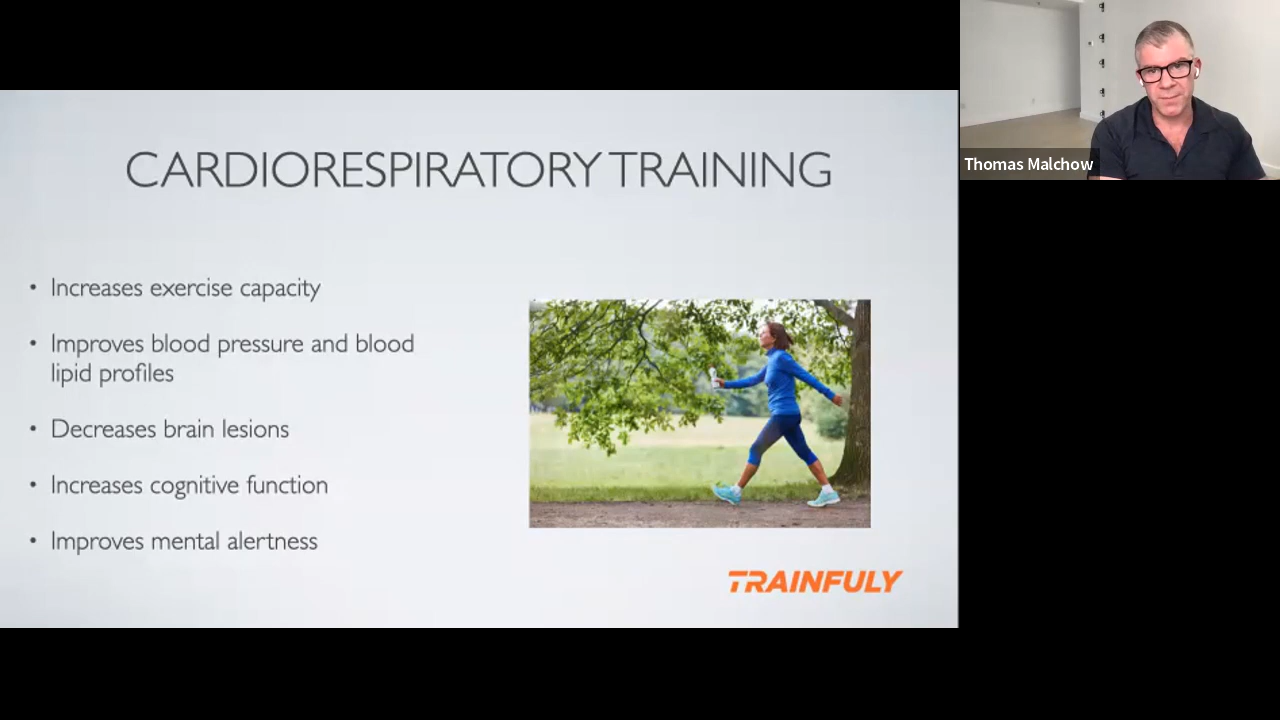 CARDIORESPIRATORY TRAINING
• Increases exercise capacity
• Improves blood pressure and blood
lipid profiles
• Decreases brain lesions
• Increases cognitive function
• Improves mental alertness
TRAINFULY
Thomas Malchow